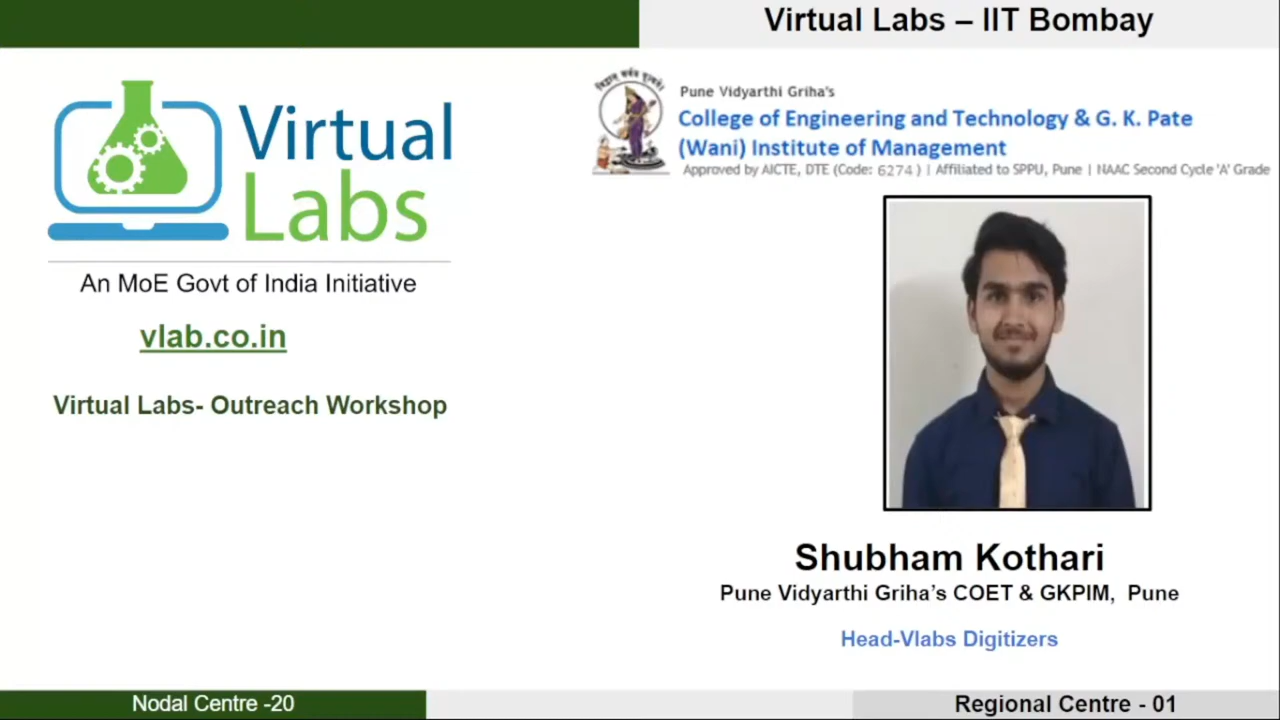 Virtual Labs – IIT Bombay
Virtual
Labs
An MoE Govt of India Initiative
vlab.co.in
Virtual Labs- Outreach Workshop
Pune Vidyarthi Griha's
College of Engineering and Technology & G. K. Pate
(Wani) Institute of Management
Approved by AICTE, DTE (Code: 6274 ) | Affiliated to SPPU, Pune | NAAC Second Cycle 'A' Grade
Shubham Kothari
Pune Vidyarthi Griha’s COET & GKPIM, Pune
Head-Vlabs Digitizers
Nodal Centre -20
Regional Centre - 01